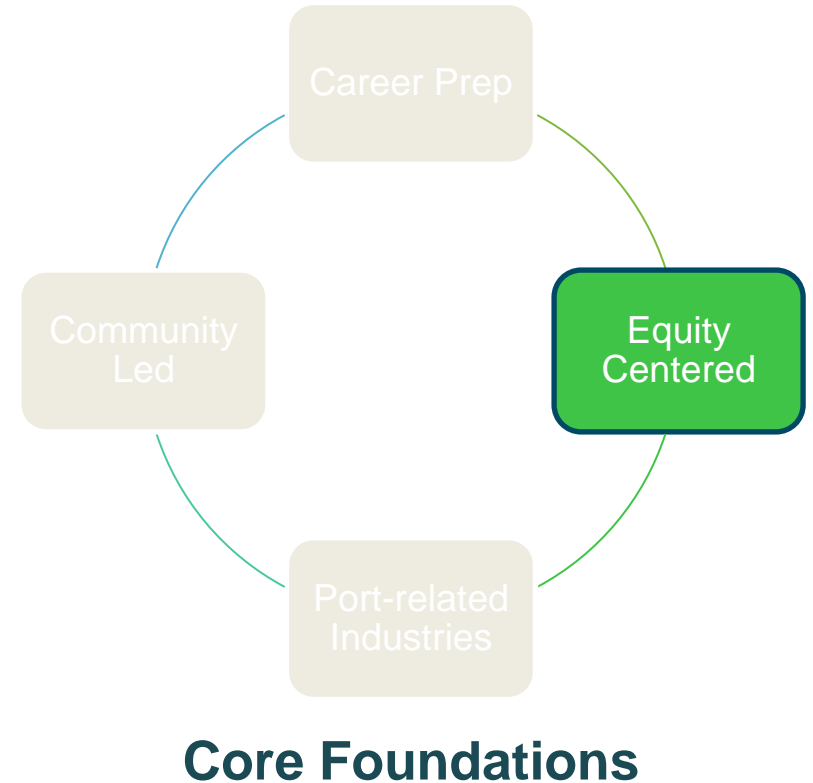 Career Prep
Community
Led
Equity
Centered
Port-related
Industries
Core Foundations